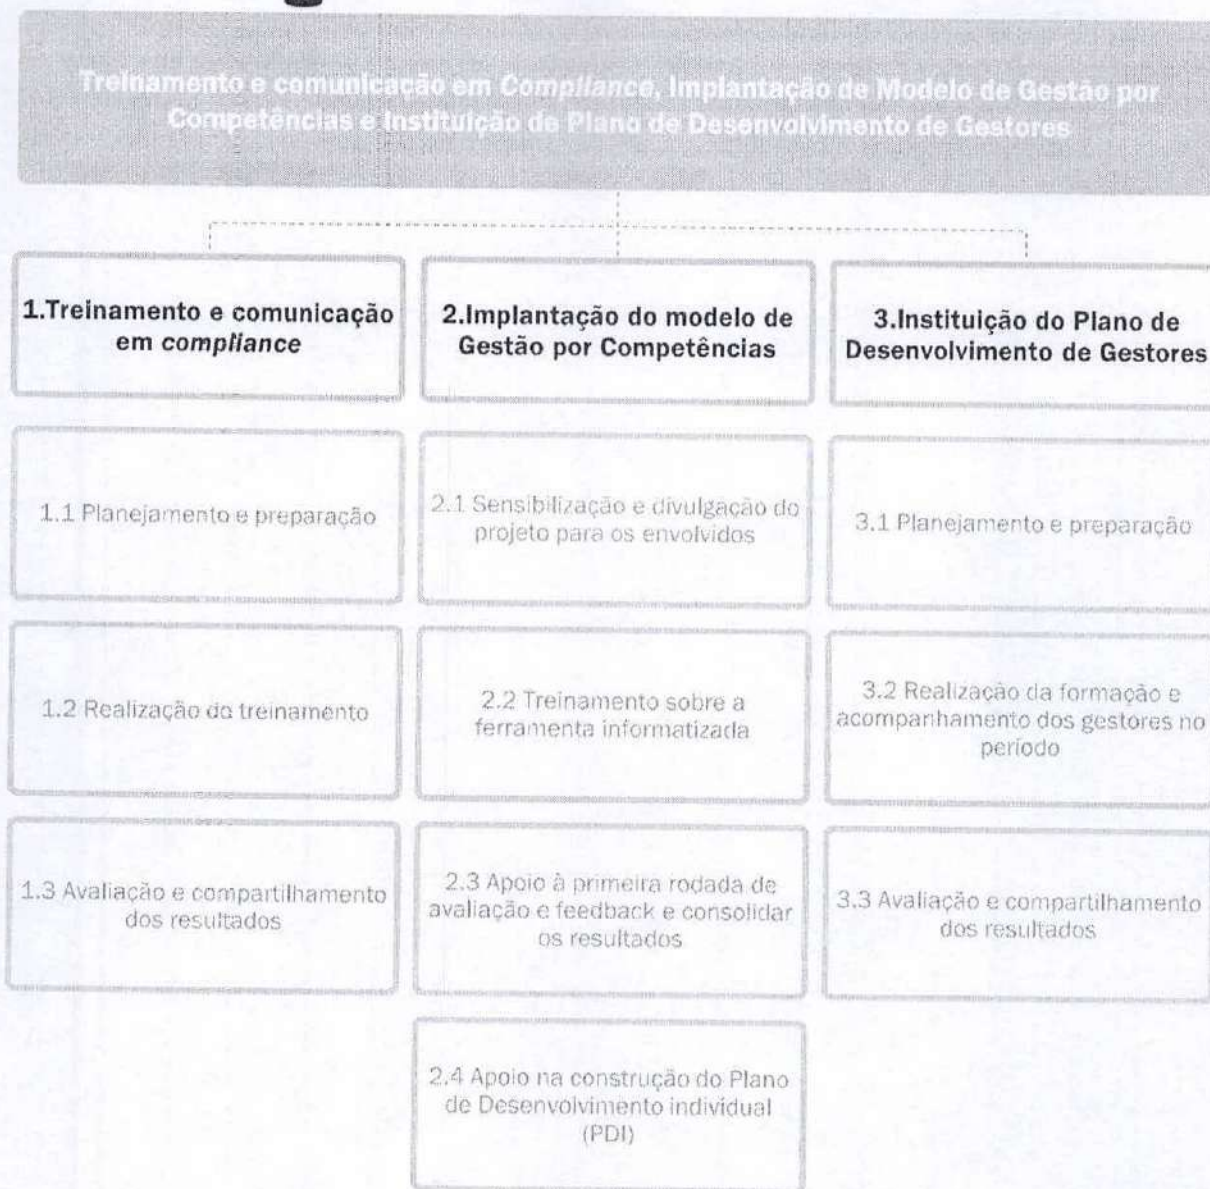 Treinamento e comunicação em Compliance, Implantação de Modelo de Gestão por
Competências e Instituição de Plano de Desenvolvimento de Gestores
1.Treinamento e comunicação
em compliance
2.Implantação do modelo de
Gestão por Competências
3.Instituição do Plano de
Desenvolvimento de Gestores
1.1 Planejamento e preparação
2.1 Sensibilização e divulgação do
projeto para os envolvidos
3.1 Planejamento e preparação
1.2 Realização do treinamento
2.2 Treinamento sobre a
ferramenta informatizada
3.2 Realização da formação e
acompanhamento dos gestores no
período
1.3 Avaliação e compartilhamento
dos resultados
2.3 Apoio à primeira rodada de
avaliação e feedback e consolidar
os resultados
3.3 Avaliação e compartilhamento
dos resultados
2.4 Apoio na construção do Plano
de Desenvolvimento individual
(PDI)